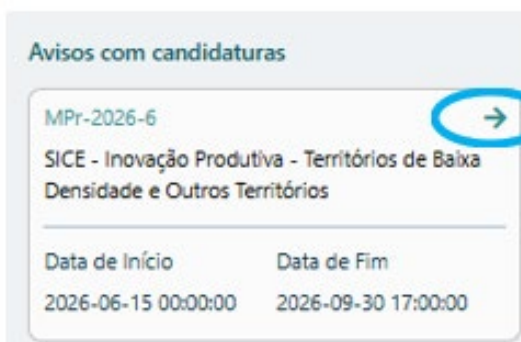 Avisos com candidaturas
MPr-2026-6
SICE - Inovação Produtiva - Territórios de Baixa
Densidade e Outros Territórios
Data de Início Data de Fim
2026-06-15 00:00:00 2026-09-30 17:00:00